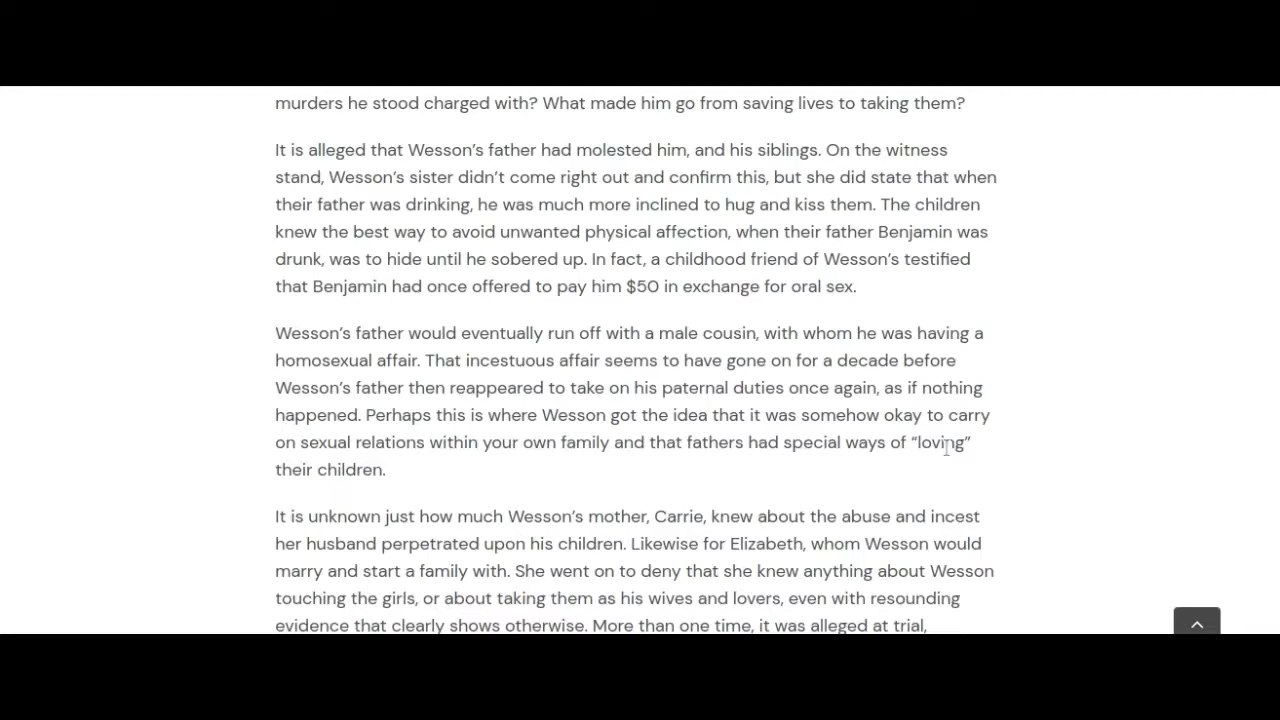 murders he stood charged with? What made him go from saving lives to taking them?
It is alleged that Wesson’s father had molested him, and his siblings. On the witness
stand, Wesson’s sister didn’t come right out and confirm this, but she did state that when
their father was drinking, he was much more inclined to hug and kiss them. The children
knew the best way to avoid unwanted physical affection, when their father Benjamin was
drunk, was to hide until he sobered up. In fact, a childhood friend of Wesson’s testified
that Benjamin had once offered to pay him $50 in exchange for oral sex.
Wesson’s father would eventually run off with a male cousin, with whom he was having a
homosexual affair. That incestuous affair seems to have gone on for a decade before
Wesson’s father then reappeared to take on his paternal duties once again, as if nothing
happened. Perhaps this is where Wesson got the idea that it was somehow okay to carry
on sexual relations within your own family and that fathers had special ways of “loving”
their children.
It is unknown just how much Wesson’s mother, Carrie, knew about the abuse and incest
her husband perpetrated upon his children. Likewise for Elizabeth, whom Wesson would
marry and start a family with. She went on to deny that she knew anything about Wesson
touching the girls, or about taking them as his wives and lovers, even with resounding
evidence that clearly shows otherwise. More than one time, it was alleged at trial,